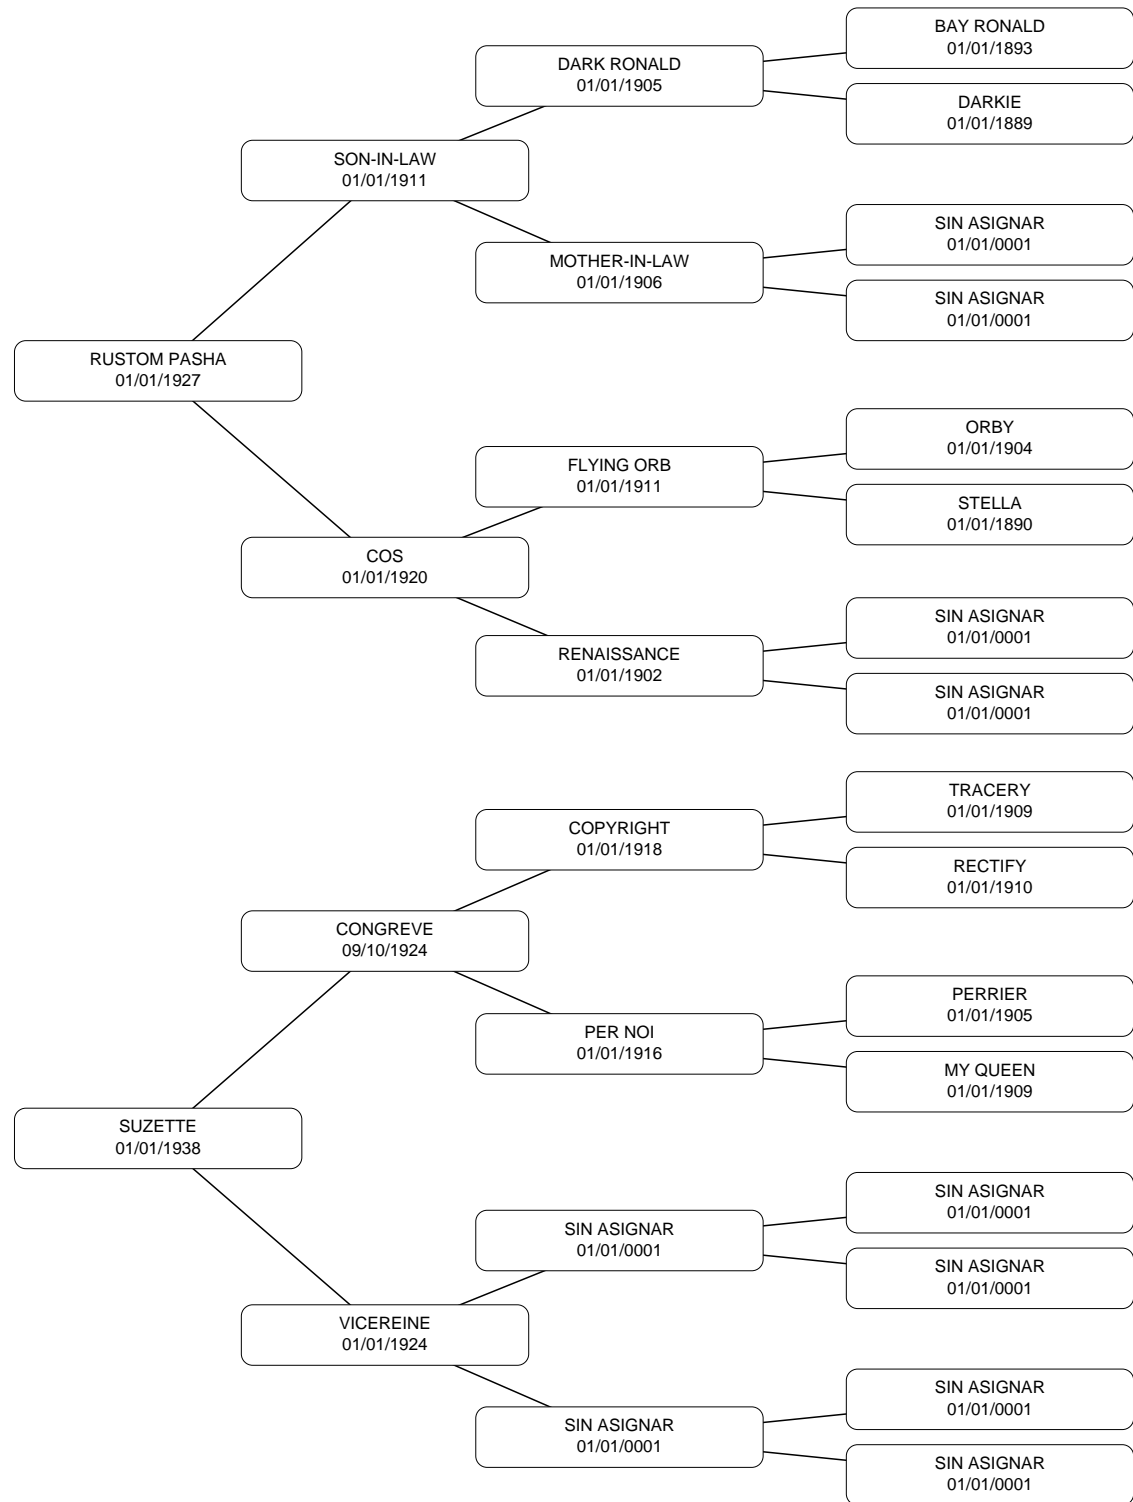 BAY RONALD
01/01/1893
DARK RONALD
01/01/1905
DARKIE
01/01/1889
SON-IN-LAW
01/01/1911
SIN ASIGNAR
01/01/0001
MOTHER-IN-LAW
01/01/1906
SIN ASIGNAR
01/01/0001
RUSTOM PASHA
01/01/1927
ORBY
01/01/1904
FLYING ORB
01/01/1911
STELLA
01/01/1890
COS
01/01/1920
SIN ASIGNAR
01/01/0001
RENAISSANCE
01/01/1902
SIN ASIGNAR
01/01/0001
TRACERY
01/01/1909
COPYRIGHT
01/01/1918
RECTIFY
01/01/1910
CONGREVE
09/10/1924
PERRIER
01/01/1905
PER NOI
01/01/1916
MY QUEEN
01/01/1909
SUZETTE
01/01/1938
SIN ASIGNAR
01/01/0001
SIN ASIGNAR
01/01/0001
SIN ASIGNAR
01/01/0001
VICEREINE
01/01/1924
SIN ASIGNAR
01/01/0001
SIN ASIGNAR
01/01/0001
SIN ASIGNAR
01/01/0001